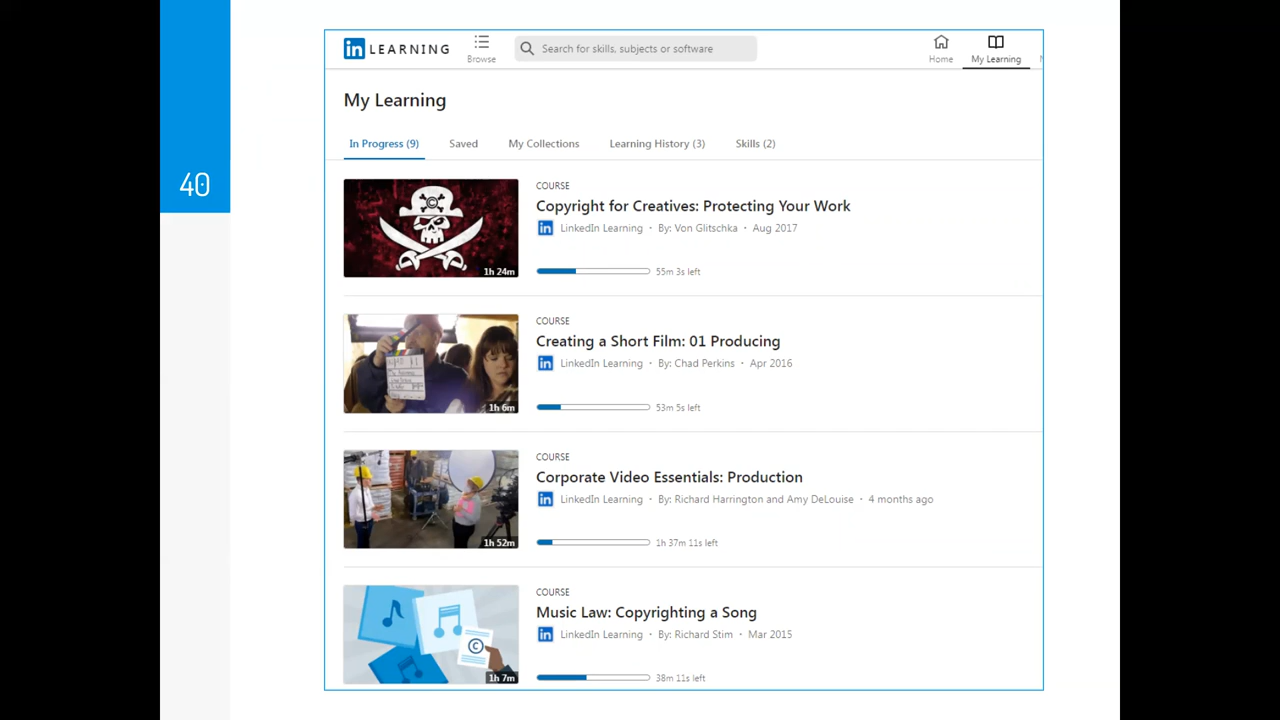 in LEARNING
Browse
Search for skills, subjects or software
Home
My Learning
My Learning
In Progress (9) Saved My Collections Learning History (3) Skills (2)
40
COURSE
Copyright for Creatives: Protecting Your Work
in LinkedIn Learning • By: Von Glitschka • Aug 2017
1h 24m
55m 3s left
COURSE
Creating a Short Film: 01 Producing
in LinkedIn Learning • By: Chad Perkins • Apr 2016
1h 6m
53m 5s left
COURSE
Corporate Video Essentials: Production
in LinkedIn Learning • By: Richard Harrington and Amy DeLouise • 4 months ago
1h 52m
1h 37m 11s left
COURSE
Music Law: Copyrighting a Song
in LinkedIn Learning • By: Richard Stim • Mar 2015
1h 7m
38m 11s left